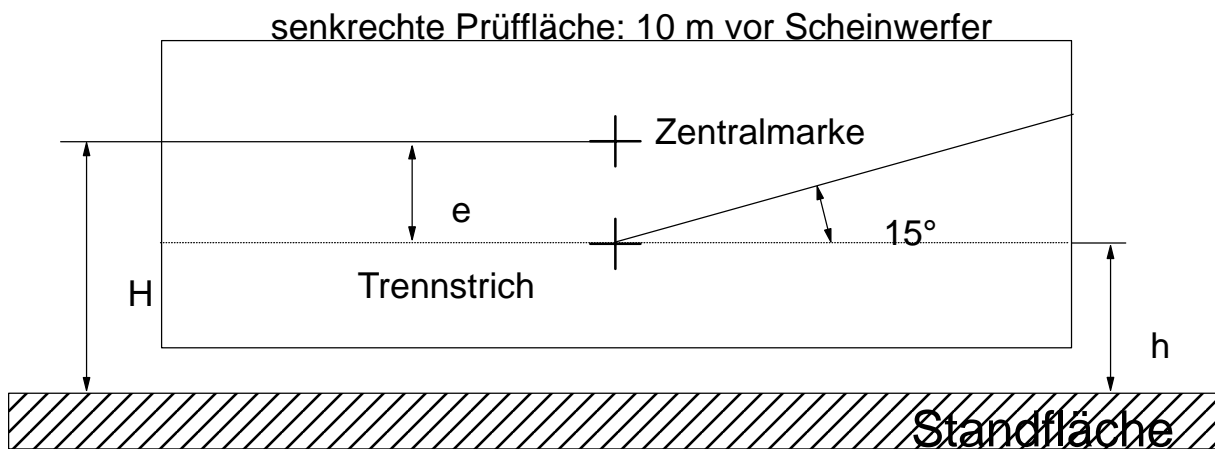 senkrechte Prüffläche: 10 m vor Scheinwerfer
Zentralmarke
e
15°
Trennstrich
H
h
Standfläche